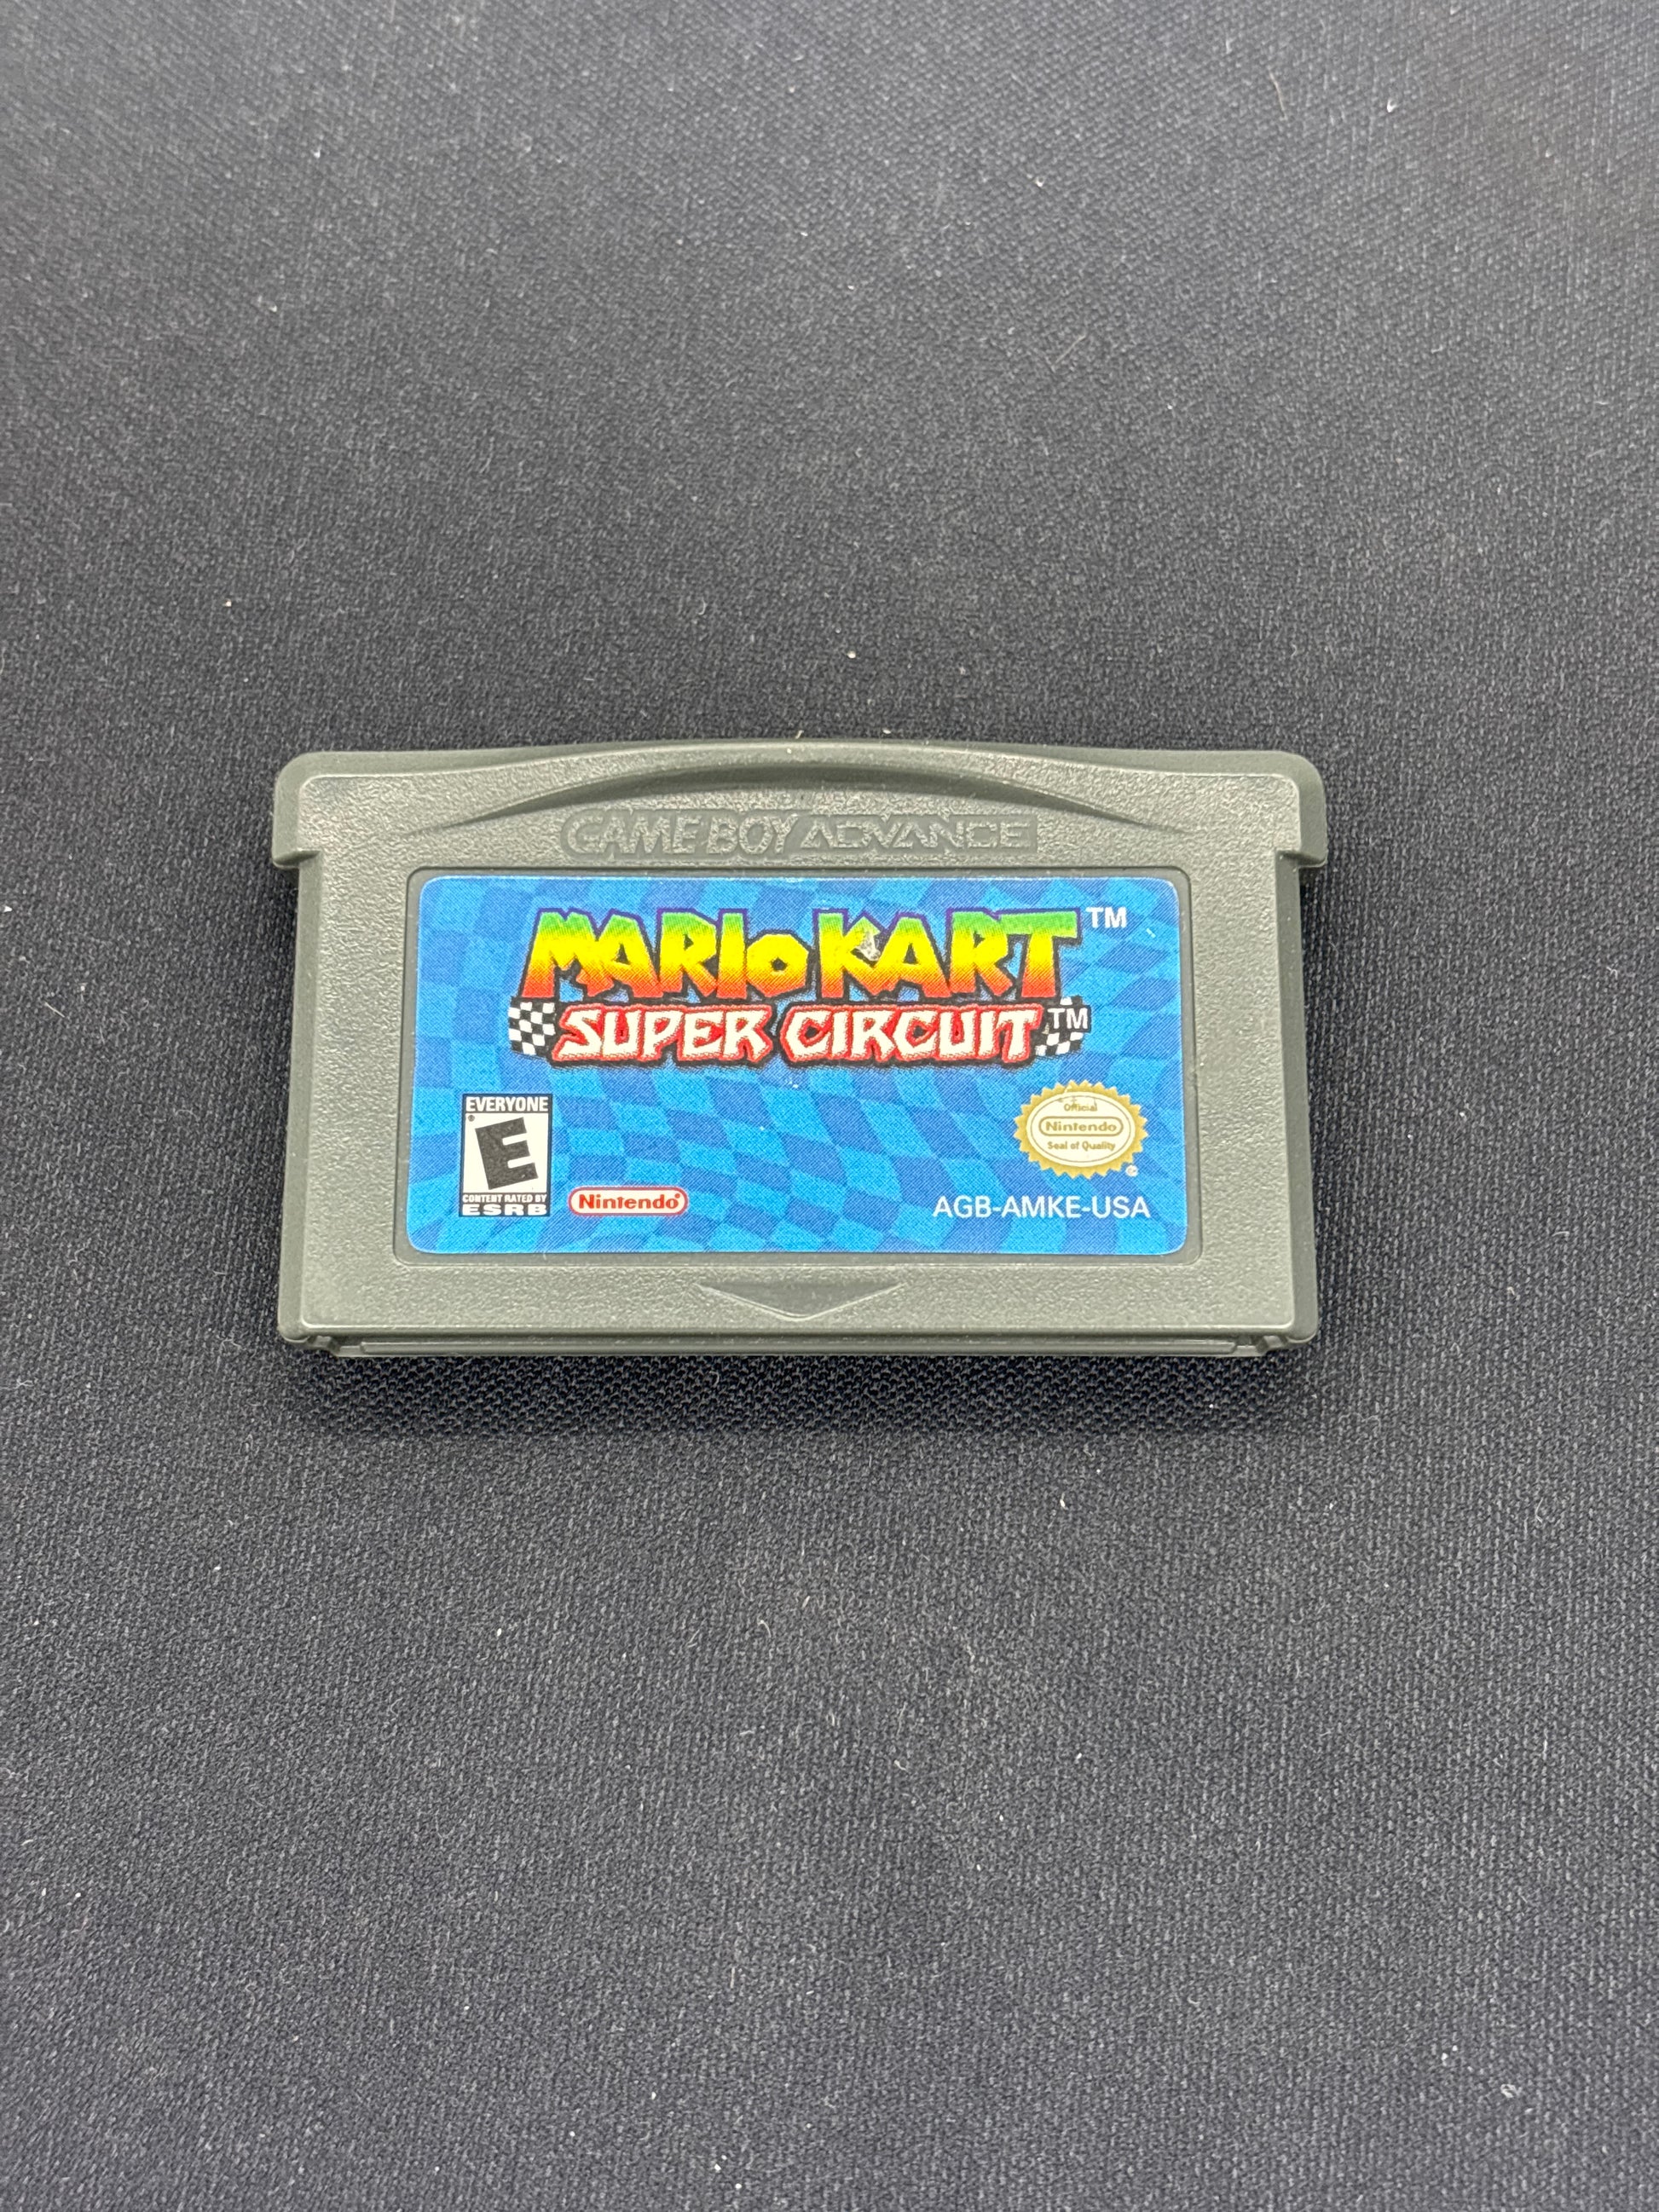 GAME BOY ADVANCE
MARIO KART™
SUPER CIRCUIT™
EVERYONE
E
CONTENT RATED BY
ESRB
Nintendo®
Official
Nintendo
Seal of Quality
®
AGB-AMKE-USA